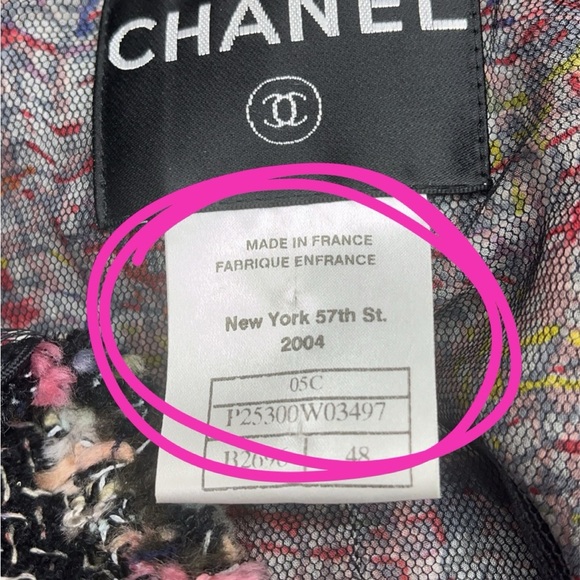 CHANEL
MADE IN FRANCE
FABRIQUE ENFRANCE
New York 57th St.
2004
05C
P25300W03497
48